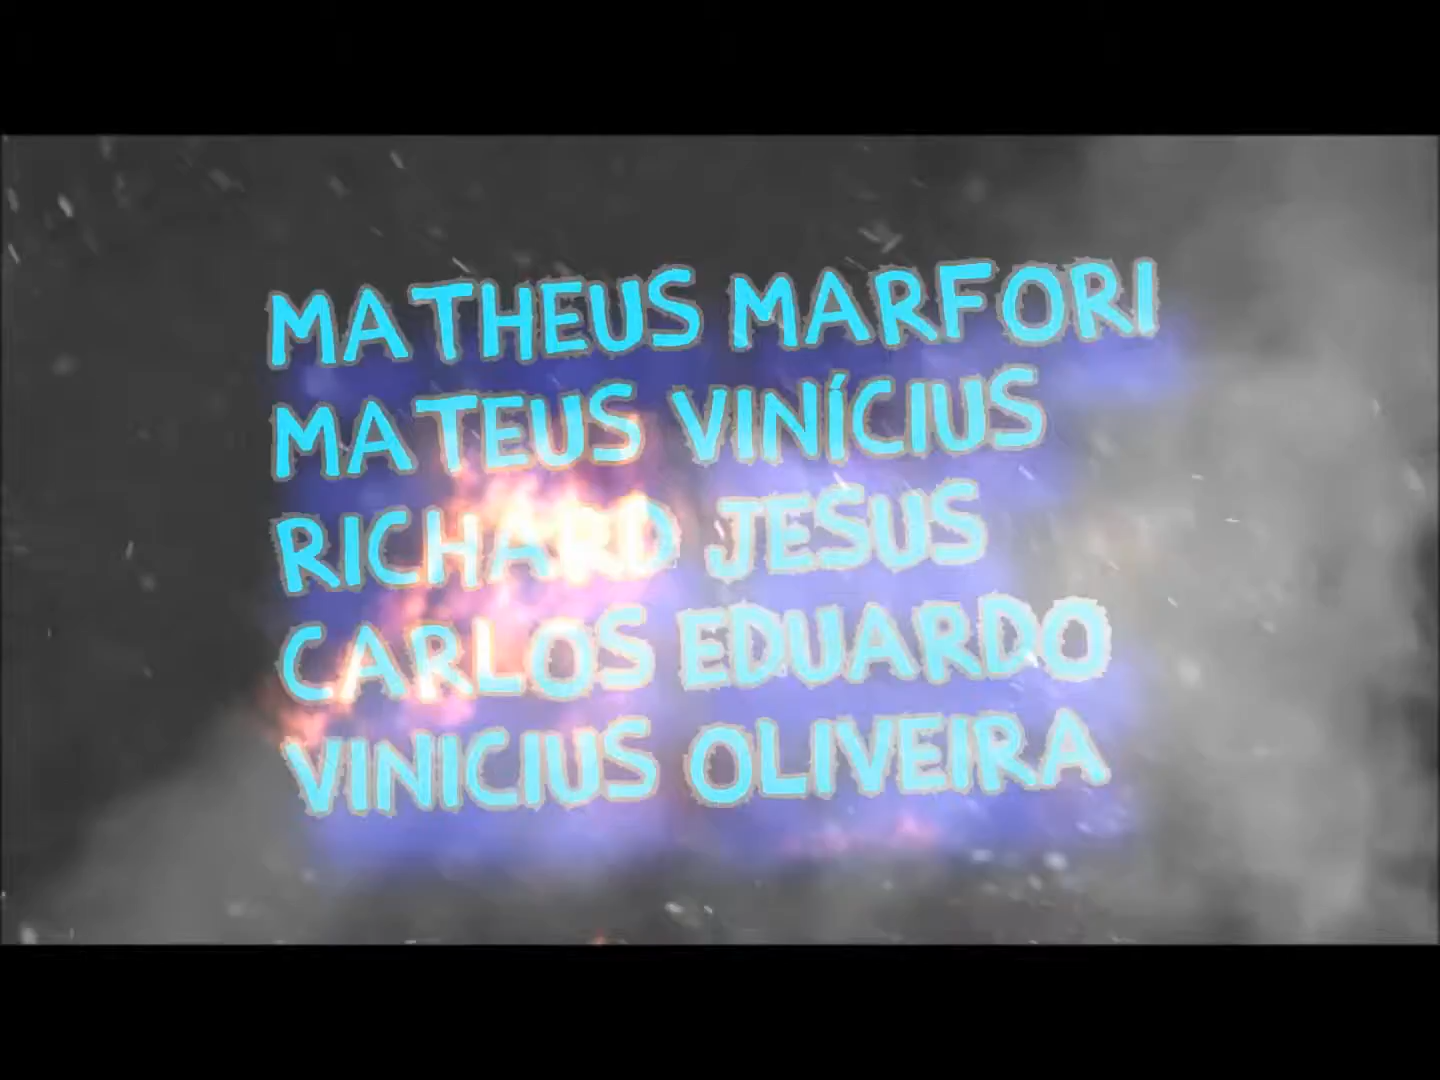 MATHEUS MARFORI
MATEUS VINÍCIUS
RICHARD JESUS
CARLOS EDUARDO
VINICIUS OLIVEIRA